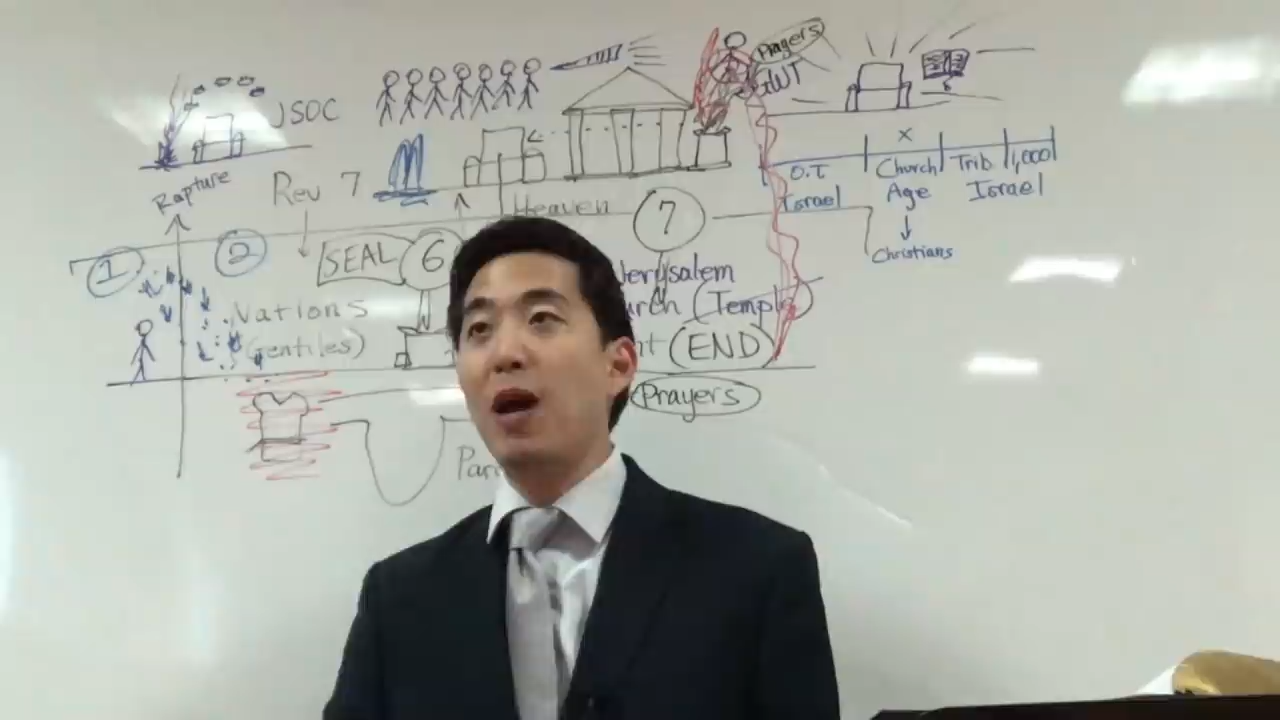 Prayers
JSOC
O.T
Israel
x
Church
Age
Trib
Israel
1,000
Christians
Rapture
Rev 7
Heaven
7
1
2
SEAL
6
Jerusalem
(Temple)
Nations
(Gentiles)
(END)
Prayers